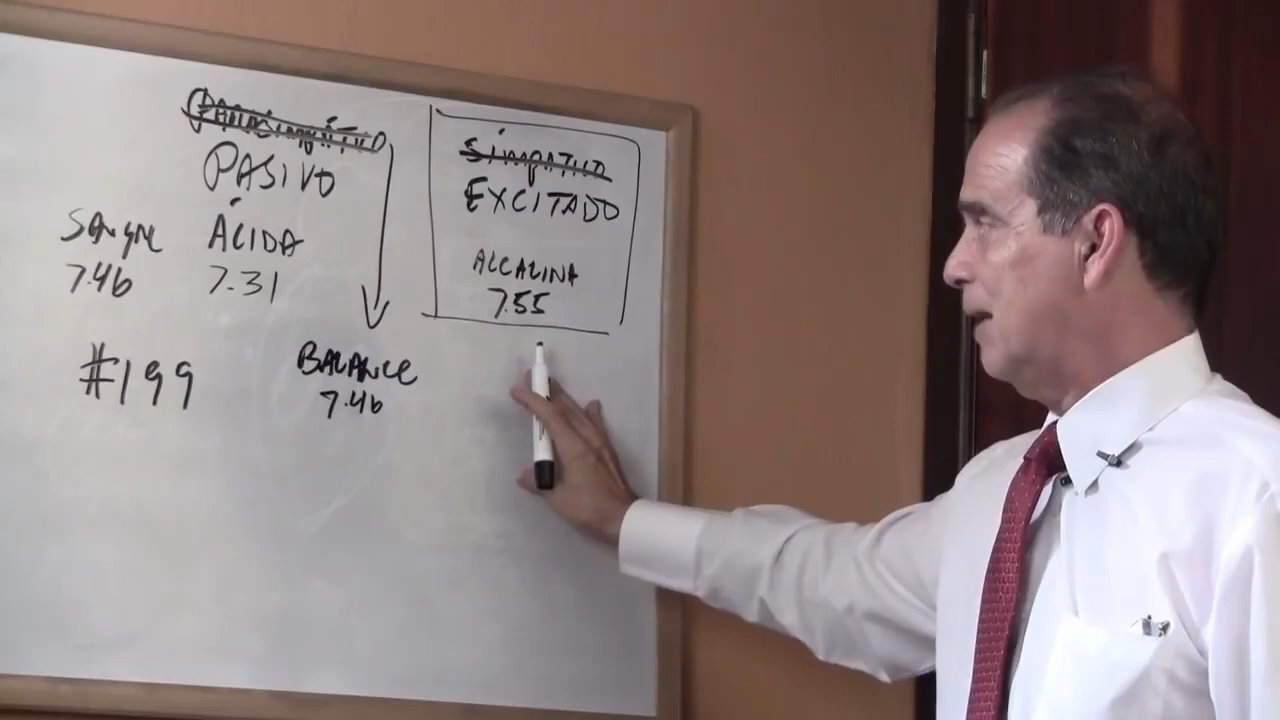 PASIVO
SANGRE ÁCIDA
7.46 7.31
#199
BALANCE
7.46
SIMPATICO
EXCITADO
ALCALINA
7.55